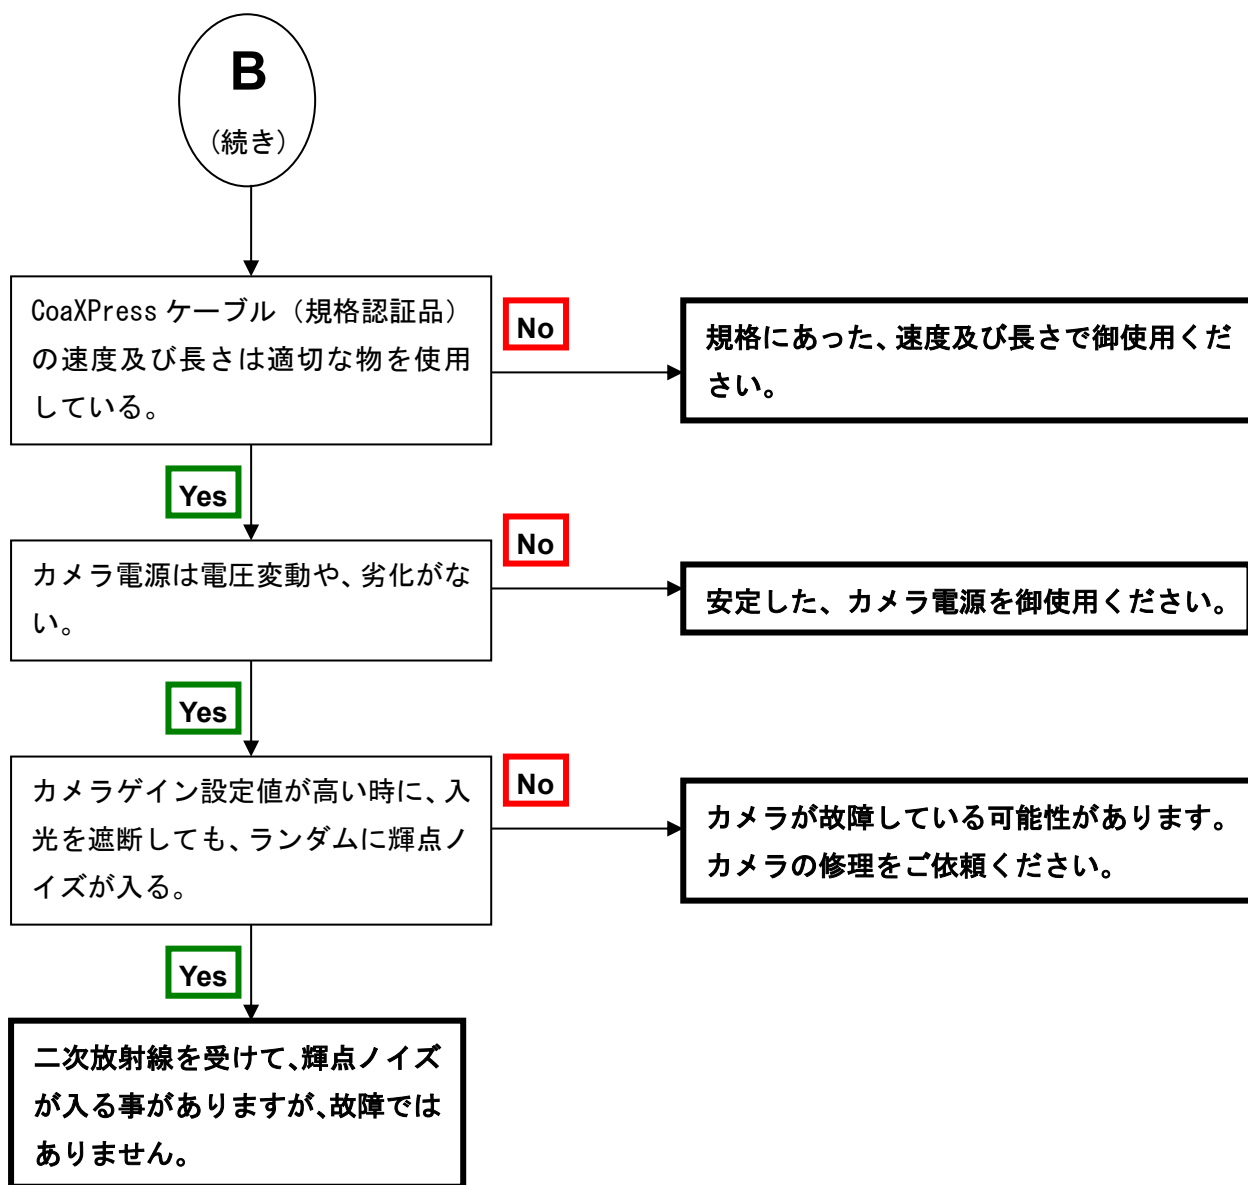 B
(続き)
CoaXPress ケーブル（規格認証品）
の速度及び長さは適切な物を使用
している。
No
規格にあった、速度及び長さで御使用くだ
さい。
Yes
カメラ電源は電圧変動や、劣化がな
い。
No
安定した、カメラ電源を御使用ください。
Yes
カメラゲイン設定値が高い時に、入
光を遮断しても、ランダムに輝点ノ
イズが入る。
No
カメラが故障している可能性があります。
カメラの修理をご依頼ください。
Yes
二次放射線を受けて、輝点ノイズ
が入る事がありますが、故障では
ありません。